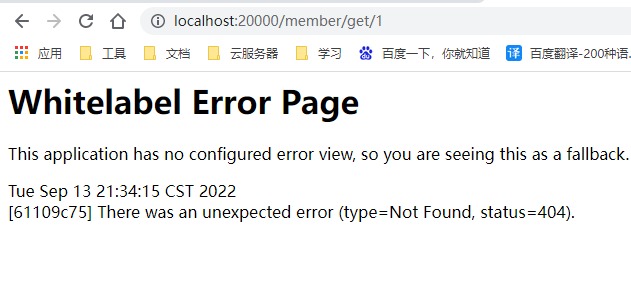 localhost:20000/member/get/1
应用 工具 文档 云服务器 学习 百度一下，你就知道 译 百度翻译-200种语.
Whitelabel Error Page
This application has no configured error view, so you are seeing this as a fallback.
Tue Sep 13 21:34:15 CST 2022
[61109c75] There was an unexpected error (type=Not Found, status=404).